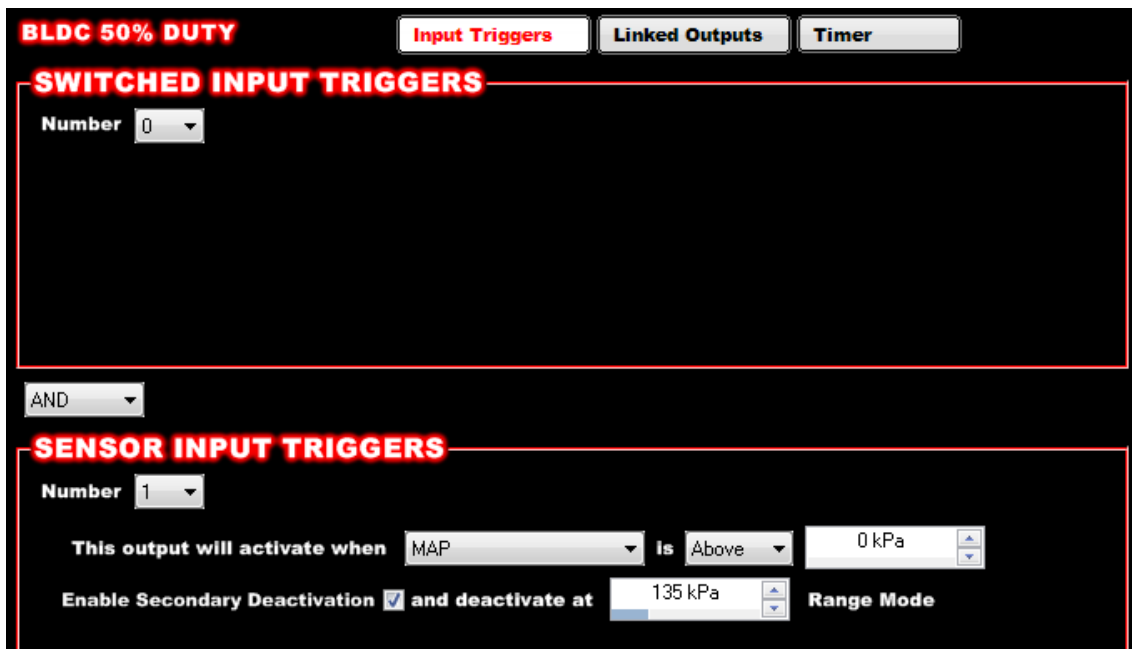 BLDC 50% DUTY
Input Triggers
Linked Outputs
Timer
SWITCHED INPUT TRIGGERS
Number 0
AND
SENSOR INPUT TRIGGERS
Number 1
This output will activate when MAP is Above 0 kPa
Enable Secondary Deactivation and deactivate at 135 kPa Range Mode